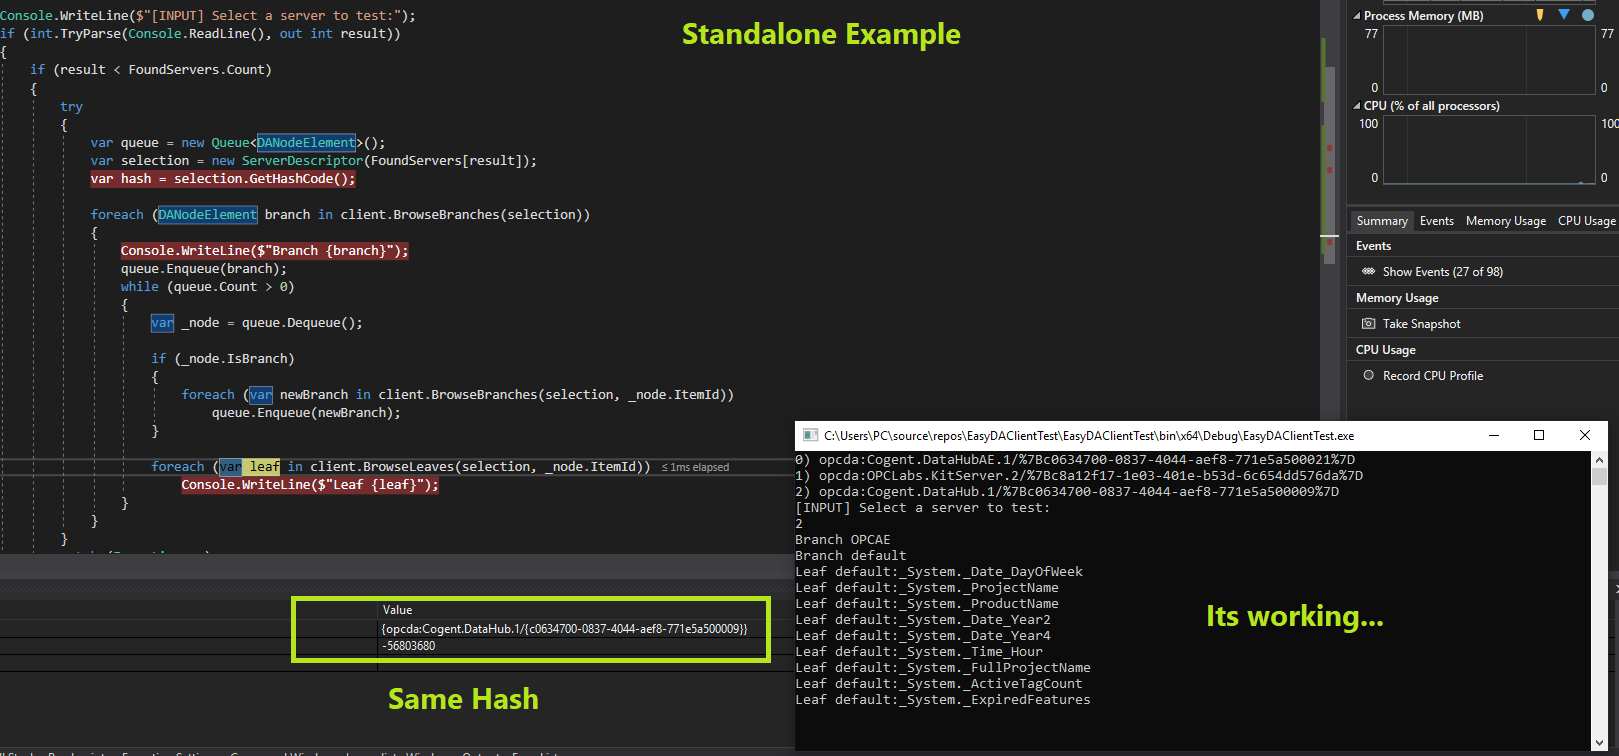 Console.WriteLine($"[INPUT] Select a server to test:");
if (int.TryParse(Console.ReadLine(), out int result))
{
if (result < FoundServers.Count)
{
try
{
var queue = new Queue<DANodeElement>();
var selection = new ServerDescriptor(FoundServers[result]);
var hash = selection.GetHashCode();
foreach (DANodeElement branch in client.BrowseBranches(selection))
{
Console.WriteLine($"Branch {branch}");
queue.Enqueue(branch);
while (queue.Count > 0)
{
var _node = queue.Dequeue();
if (_node.IsBranch)
{
foreach (var newBranch in client.BrowseBranches(selection, _node.ItemId))
queue.Enqueue(newBranch);
}
foreach (var leaf in client.BrowseLeaves(selection, _node.ItemId)) ≤ 1ms elapsed
Console.WriteLine($"Leaf {leaf}");
}
}
}
Standalone Example
Process Memory (MB)
77 77
0 0
CPU (% of all processors)
100 100
0 0
Summary Events Memory Usage CPU Usage
Events
Show Events (27 of 98)
Memory Usage
Take Snapshot
CPU Usage
Record CPU Profile
C:\Users\PC\source\repos\EasyDAClientTest\EasyDAClientTest\bin\x64\Debug\EasyDAClientTest.exe
0) opcda:Cogent.DataHubAE.1/%7Bc0634700-0837-4044-aef8-771e5a500021%7D
1) opcda:OPCLabs.KitServer.2/%7Bc8a12f17-1e03-401e-b53d-6c654dd576da%7D
2) opcda:Cogent.DataHub.1/%7Bc0634700-0837-4044-aef8-771e5a500009%7D
[INPUT] Select a server to test:
2
Branch OPCAE
Branch default
Leaf default:_System._Date_DayOfWeek
Leaf default:_System._ProjectName
Leaf default:_System._ProductName
Leaf default:_System._Date_Year2
Leaf default:_System._Date_Year4
Leaf default:_System._Time_Hour
Leaf default:_System._FullProjectName
Leaf default:_System._ActiveTagCount
Leaf default:_System._ExpiredFeatures
Its working...
Value
{opcda:Cogent.DataHub.1/{c0634700-0837-4044-aef8-771e5a500009}}
-56803680
Same Hash